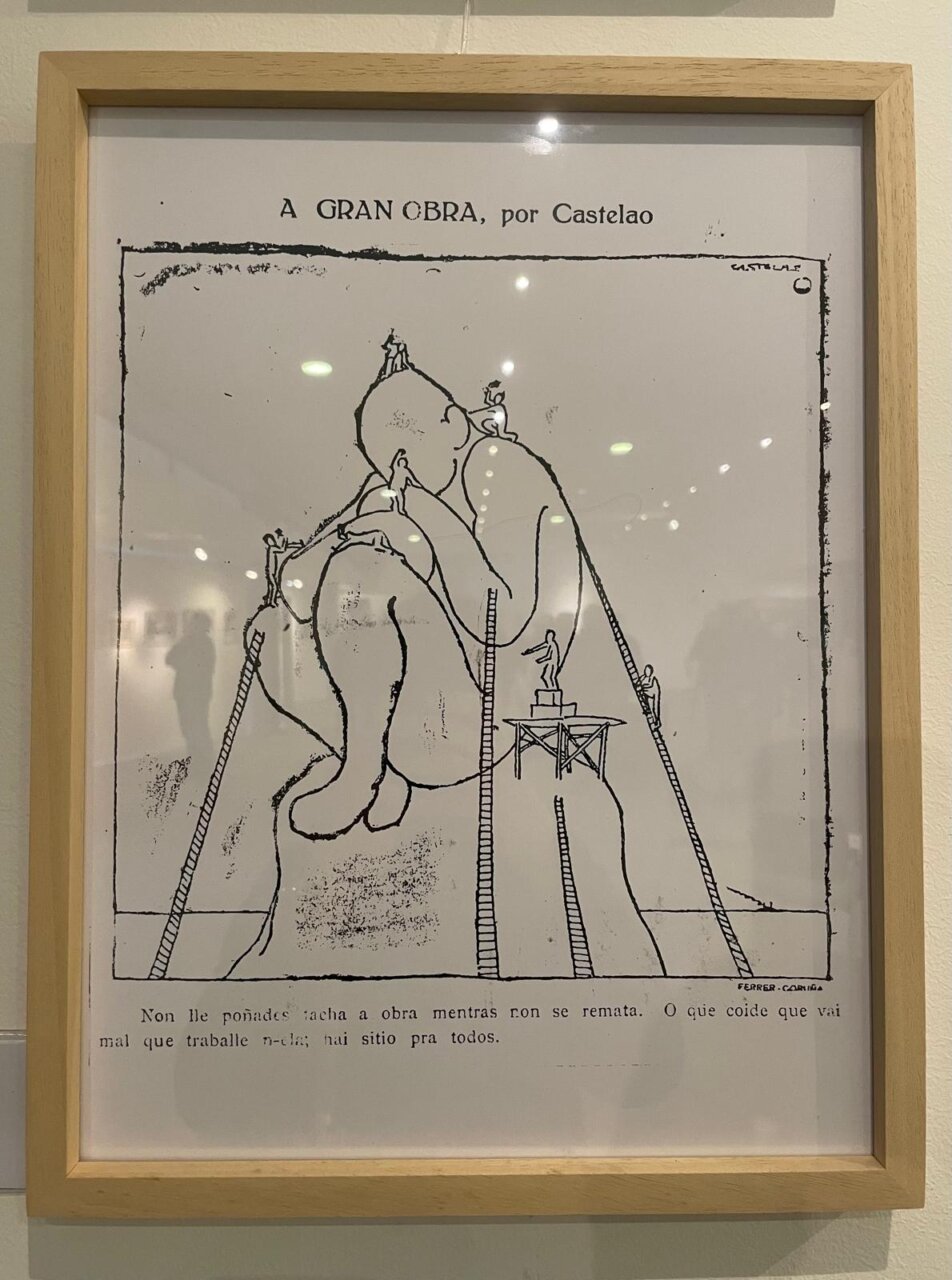 A GRAN OBRA, por Castelao
CASTELAO
FERRER-CORUÑA
Non lle poñades tacha a obra mentras non se remata. O que coide que vai
mal que traballe n-ela; hai sitio pra todos.